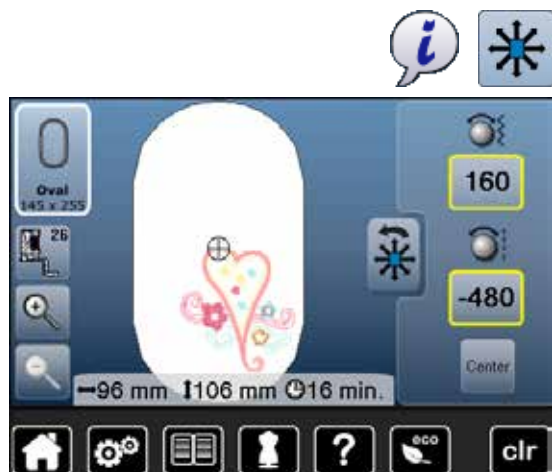 i
Oval
145 x 255
26
160
-480
Center
96 mm 106 mm 16 min.
?
eco
clr